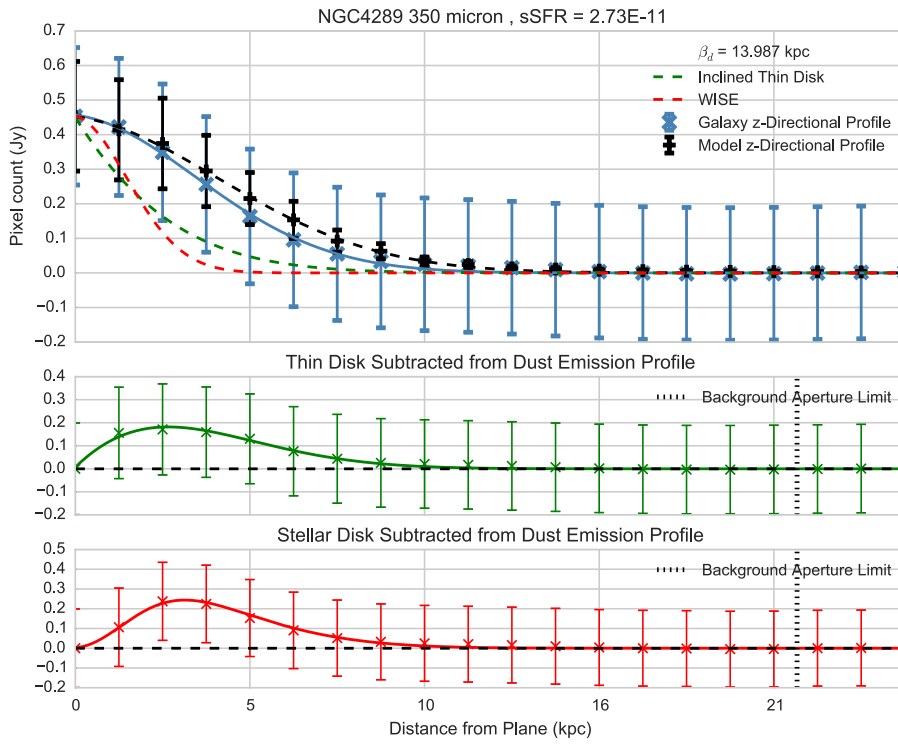 NGC4289 350 micron , sSFR = 2.73E-11
β_d = 13.987 kpc
Inclined Thin Disk
WISE
Galaxy z-Directional Profile
Model z-Directional Profile
Pixel count (Jy)
0.7
0.6
0.5
0.4
0.3
0.2
0.1
0.0
−0.1
−0.2
Thin Disk Subtracted from Dust Emission Profile
Background Aperture Limit
0.4
0.3
0.2
0.1
0.0
−0.1
−0.2
Stellar Disk Subtracted from Dust Emission Profile
Background Aperture Limit
0.5
0.4
0.3
0.2
0.1
0.0
−0.1
−0.2
0 5 10 16 21
Distance from Plane (kpc)